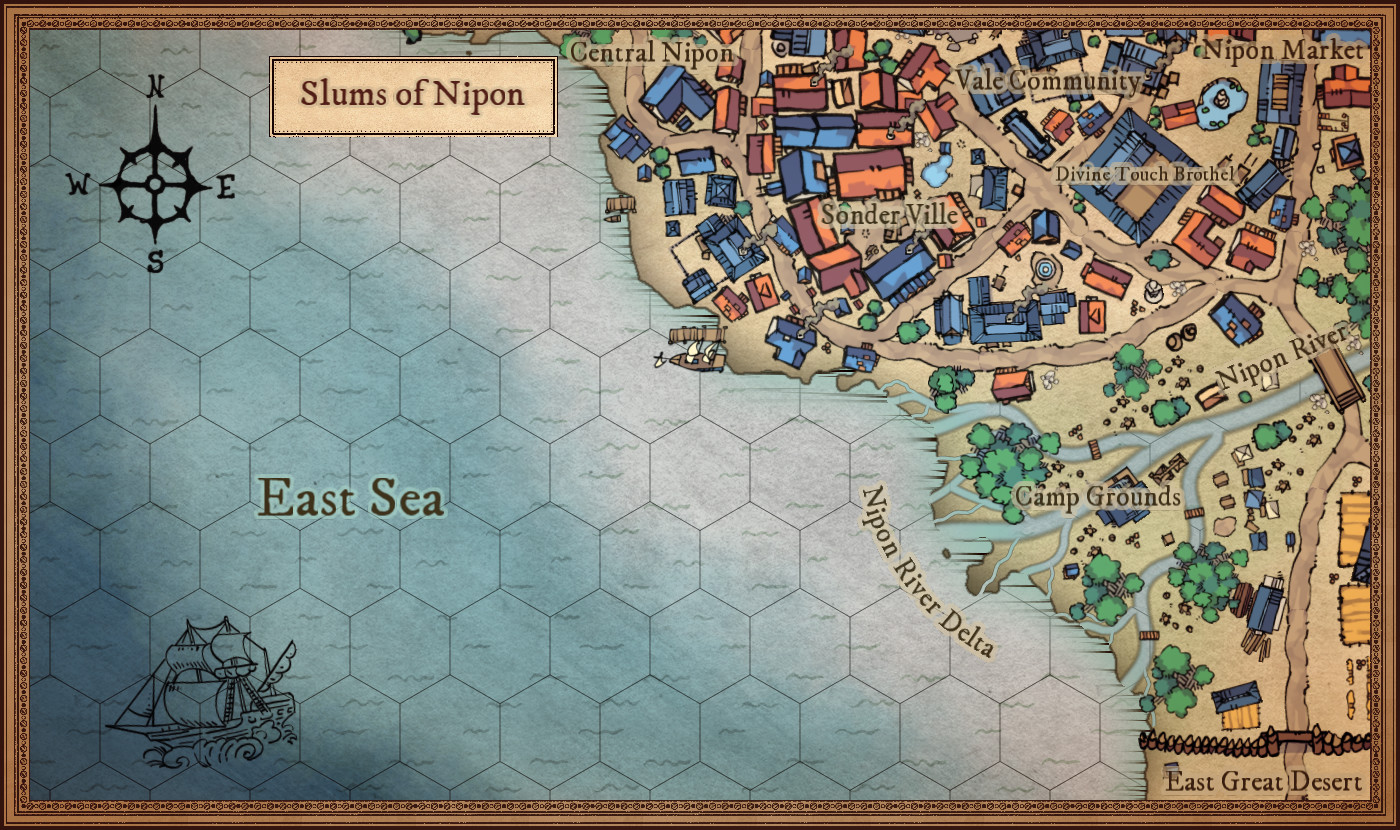 Central Nipon
Nipon Market
Vale Community
N
Slums of Nipon
Divine Touch Brothel
W
E
Sonder Ville
S
Nipon River
East Sea
Camp Grounds
Nipon River Delta
East Great Desert